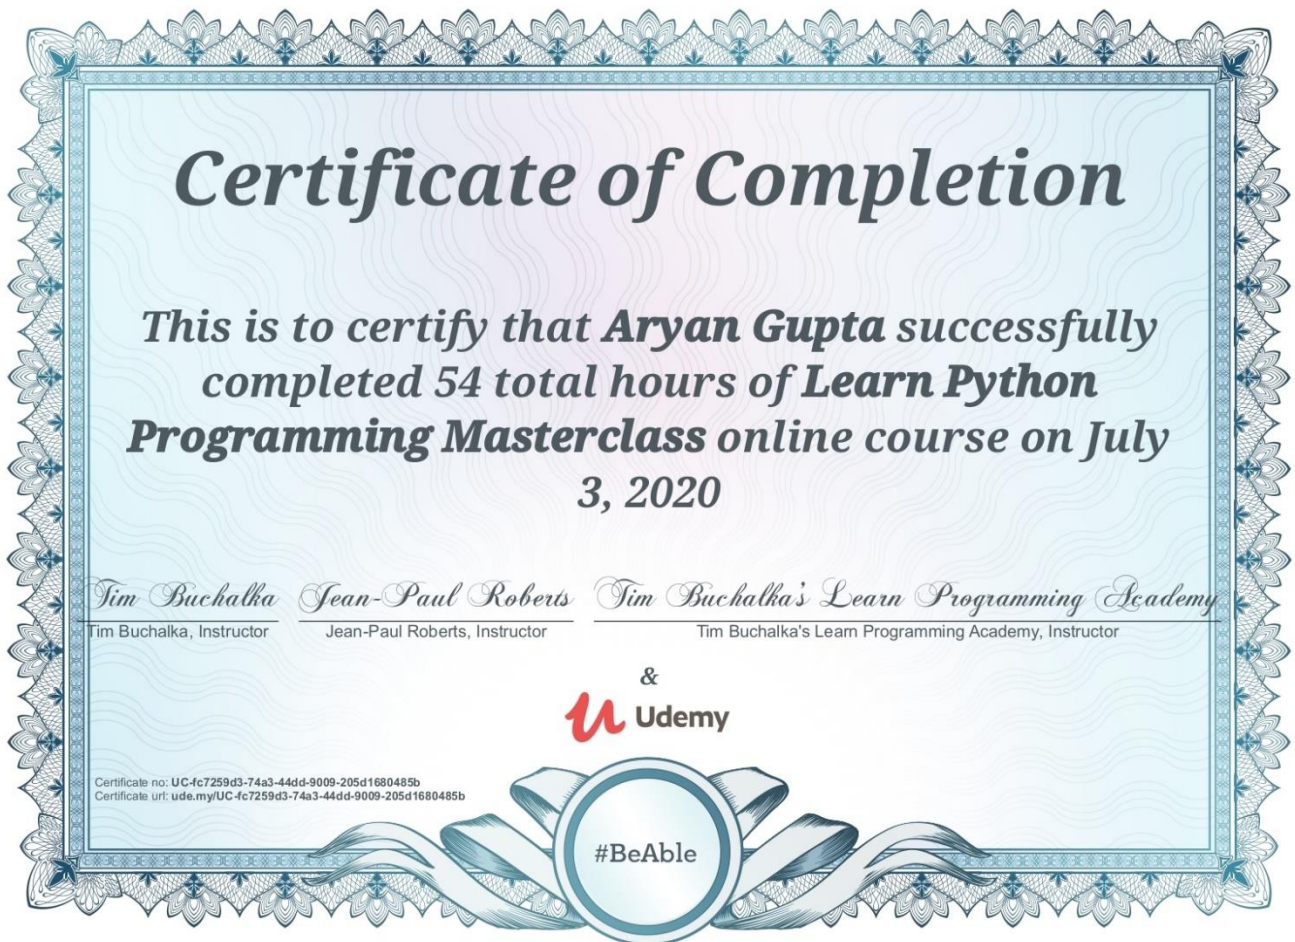 Certificate of Completion
This is to certify that Aryan Gupta successfully
completed 54 total hours of Learn Python
Programming Masterclass online course on July
3, 2020
Tim Buchalka Jean-Paul Roberts Tim Buchalka's Learn Programming Academy
Tim Buchalka, Instructor Jean-Paul Roberts, Instructor Tim Buchalka's Learn Programming Academy, Instructor
&
Udemy
Certificate no: UC-fc7259d3-74a3-44dd-9009-205d1680485b
Certificate url: ude.my/UC-fc7259d3-74a3-44dd-9009-205d1680485b
#BeAble